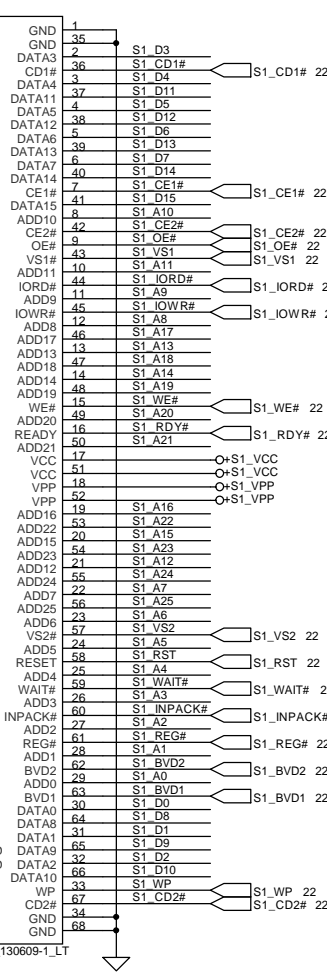 GND 1
GND 35
DATA3 2 S1_D3
CD1# 36 S1_CD1# S1_CD1# 22
DATA4 3 S1_D4
DATA11 37 S1_D11
DATA5 4 S1_D5
DATA12 38 S1_D12
DATA6 5 S1_D6
DATA13 39 S1_D13
DATA7 6 S1_D7
DATA14 40 S1_D14
CE1# 7 S1_CE1# S1_CE1# 22
DATA15 41 S1_D15
ADD10 8 S1_A10
CE2# 42 S1_CE2# S1_CE2# 22
OE# 9 S1_OE# S1_OE# 22
VS1# 43 S1_VS1 S1_VS1 22
ADD11 10 S1_A11
IORD# 44 S1_IORD# S1_IORD# 2
ADD9 11 S1_A9
IOWR# 45 S1_IOWR# S1_IOWR# 2
ADD8 12 S1_A8
ADD17 46 S1_A17
ADD13 13 S1_A13
ADD18 47 S1_A18
ADD14 14 S1_A14
ADD19 48 S1_A19
WE# 15 S1_WE# S1_WE# 22
ADD20 49 S1_A20
READY 16 S1_RDY# S1_RDY# 22
ADD21 50 S1_A21
VCC 17 +S1_VCC
VCC 51 +S1_VCC
VPP 18 +S1_VPP
VPP 52 +S1_VPP
ADD16 19 S1_A16
ADD22 53 S1_A22
ADD15 20 S1_A15
ADD23 54 S1_A23
ADD12 21 S1_A12
ADD24 55 S1_A24
ADD7 22 S1_A7
ADD25 56 S1_A25
ADD6 23 S1_A6
VS2# 57 S1_VS2 S1_VS2 22
ADD5 24 S1_A5
RESET 58 S1_RST S1_RST 22
ADD4 25 S1_A4
WAIT# 59 S1_WAIT# S1_WAIT# 2
ADD3 26 S1_A3
INPACK# 60 S1_INPACK# S1_INPACK#
ADD2 27 S1_A2
REG# 61 S1_REG# S1_REG# 22
ADD1 28 S1_A1
BVD2 62 S1_BVD2 S1_BVD2 22
ADD0 29 S1_A0
BVD1 63 S1_BVD1 S1_BVD1 22
DATA0 30 S1_D0
DATA8 64 S1_D8
DATA1 31 S1_D1
DATA9 65 S1_D9
DATA2 32 S1_D2
DATA10 66 S1_D10
WP 33 S1_WP S1_WP 22
CD2# 67 S1_CD2# S1_CD2# 22
GND 34
GND 68
130609-1_LT